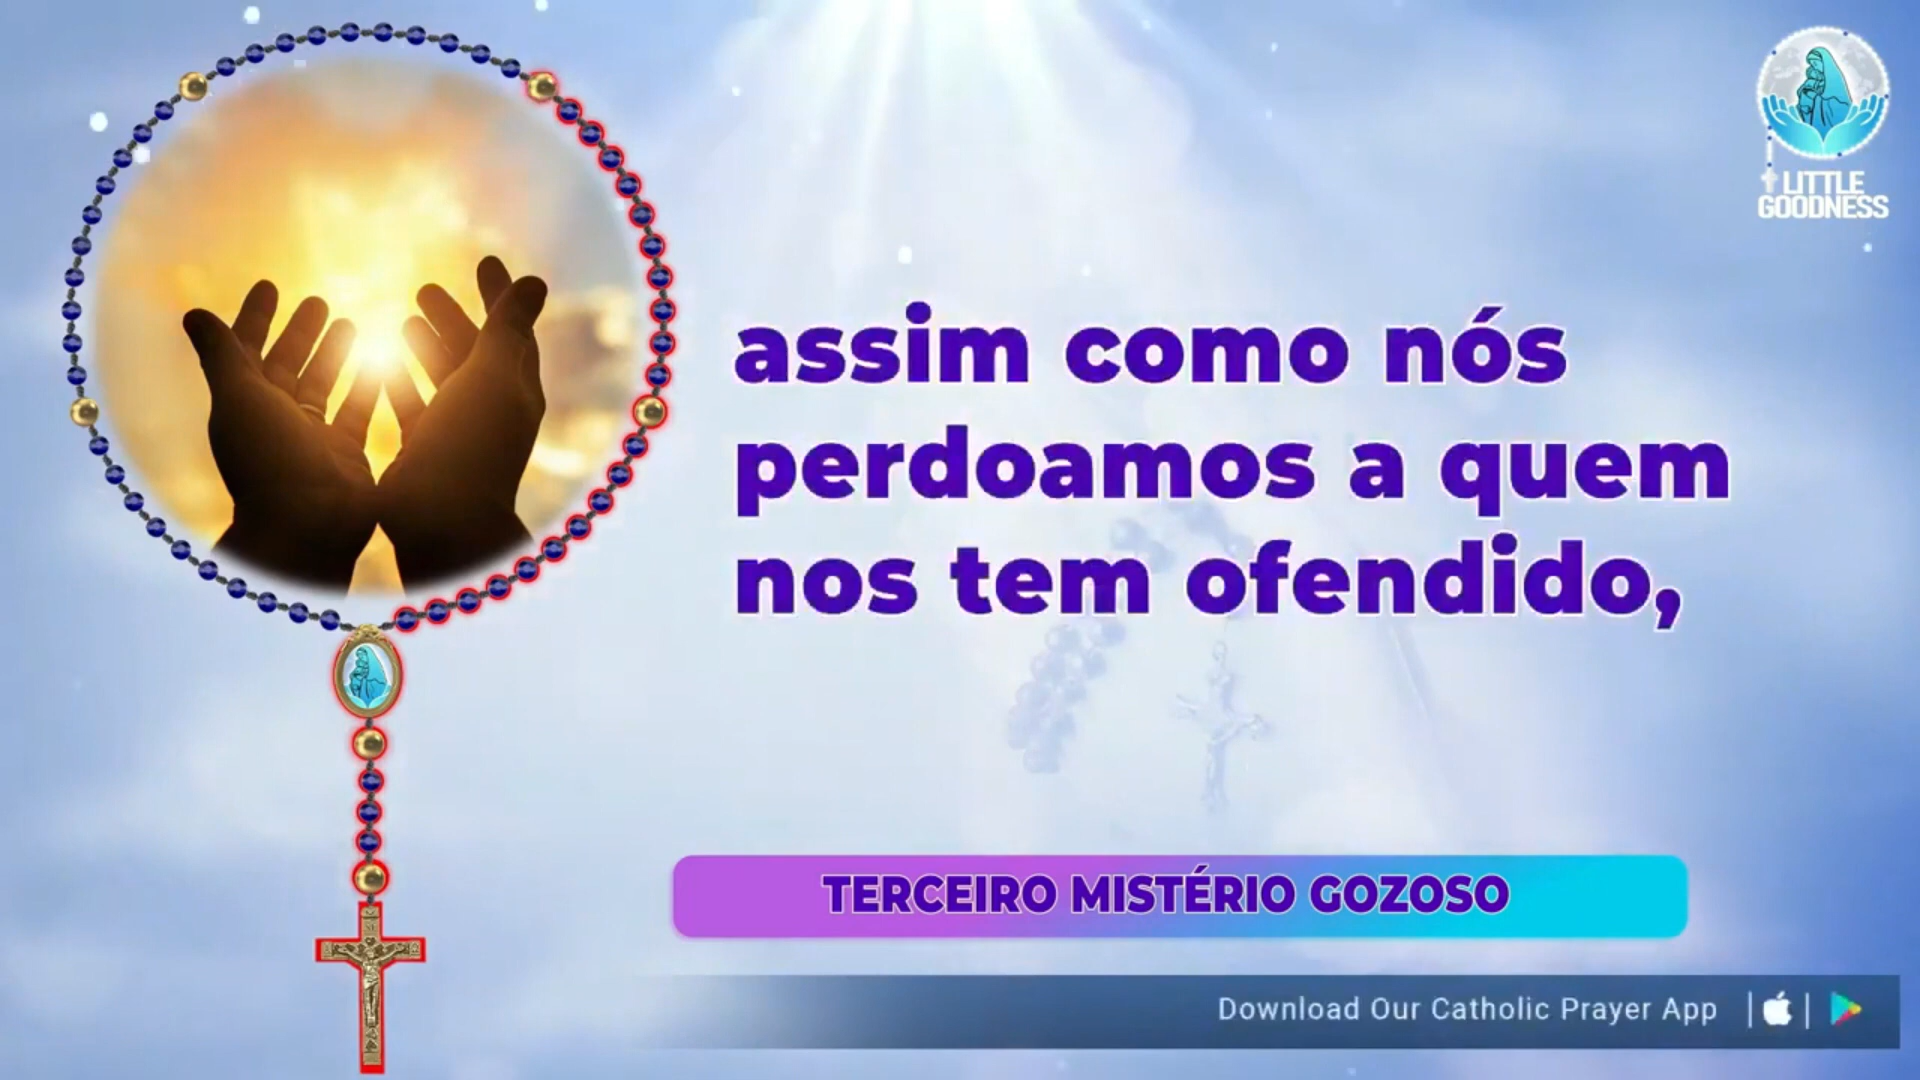 LITTLE
GOODNESS
assim como nós
perdoamos a quem
nos tem ofendido,
TERCEIRO MISTÉRIO GOZOSO
Download Our Catholic Prayer App